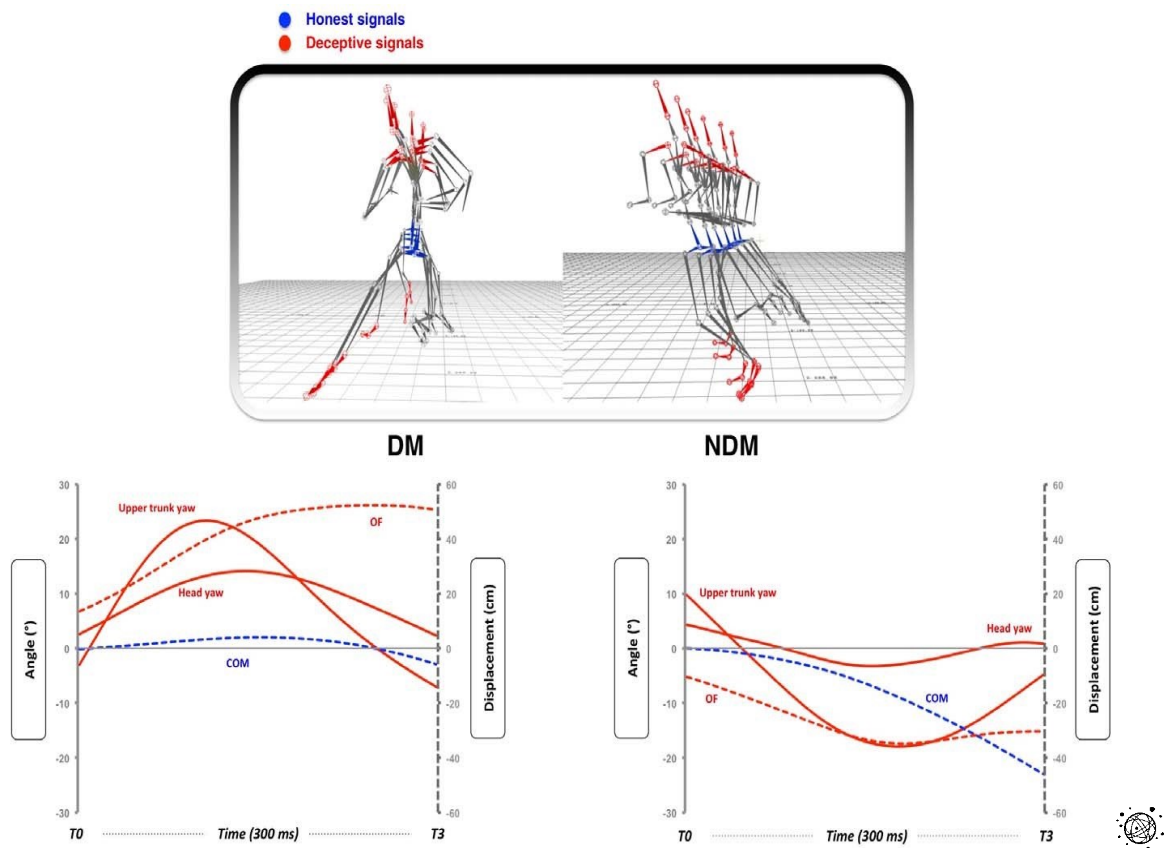 Honest signals
Deceptive signals
DM
NDM
30
20
10
0
-10
-20
-30
Angle (°)
Upper trunk yaw
Head yaw
OF
COM
60
40
20
0
-20
-40
-60
Displacement (cm)
T0
Time (300 ms)
T3
30
20
10
0
-10
-20
-30
Angle (°)
Upper trunk yaw
Head yaw
OF
COM
60
40
20
0
-20
-40
-60
Displacement (cm)
T0
Time (300 ms)
T3